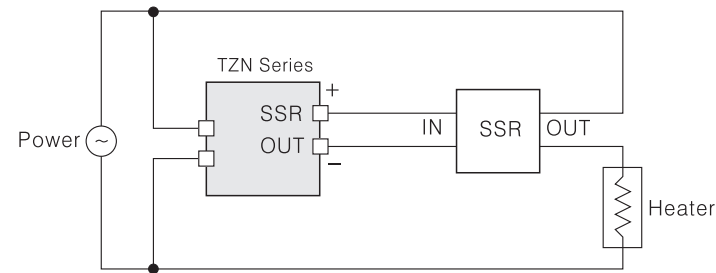 TZN Series
+
SSR
OUT
−
Power
~
IN
SSR
OUT
Heater